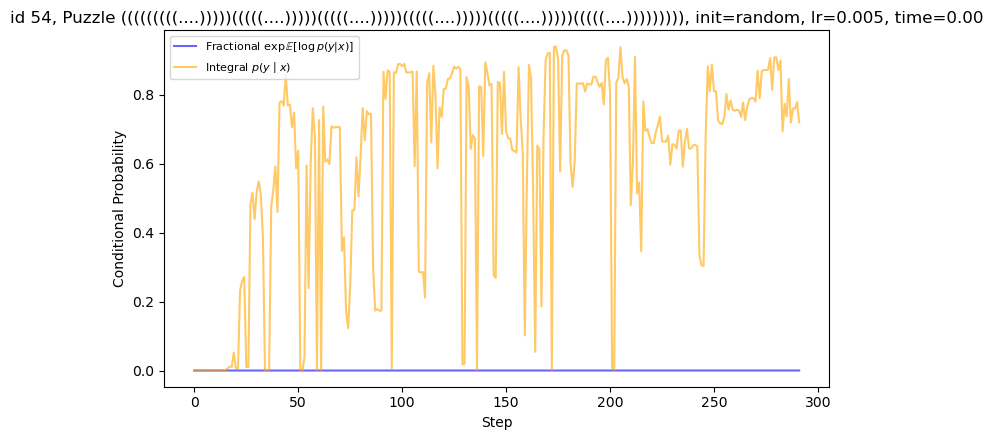 id 54, Puzzle (((((((((....)))))(((((....)))))(((((....)))))(((((....)))))(((((....)))))(((((....))))))))), init=random, lr=0.005, time=0.00
Fractional exp𝔼[log p(y|x)]
Integral p(y | x)
Conditional Probability
0.8
0.6
0.4
0.2
0.0
0
50
100
150
200
250
300
Step